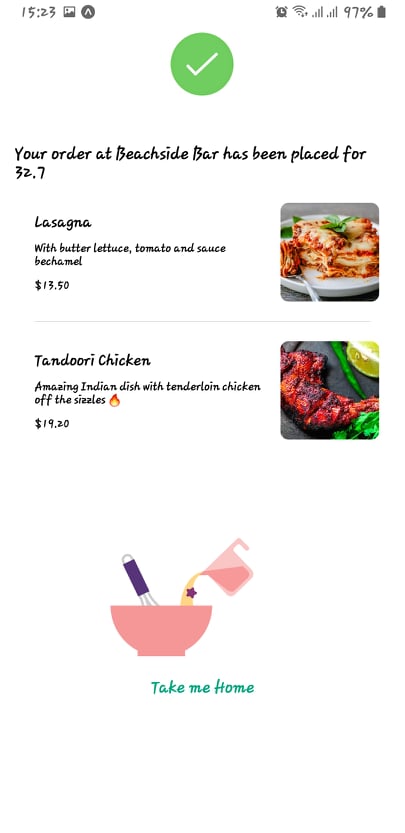 15:23 97%
Your order at Beachside Bar has been placed for
32.7
Lasagna
With butter lettuce, tomato and sauce
bechamel
$13.50
Tandoori Chicken
Amazing Indian dish with tenderloin chicken
off the sizzles 🔥
$19.20
Take me Home